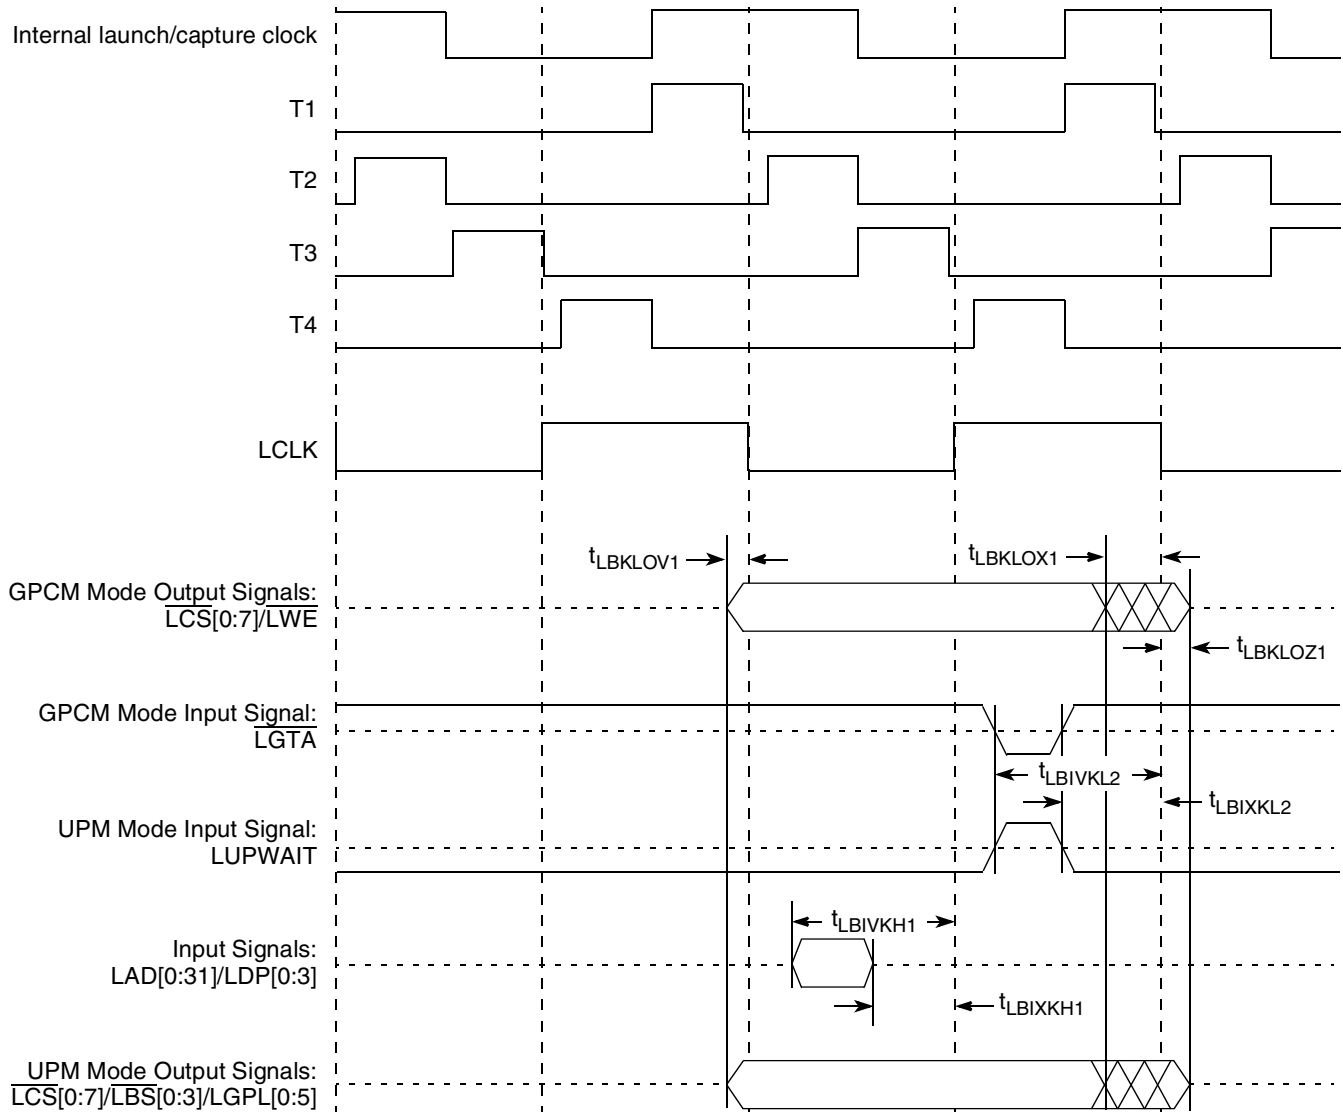 Internal launch/capture clock
T1
T2
T3
T4
LCLK
tLBKLOV1
tLBKLOX1
GPCM Mode Output Signals:
LCS[0:7]/LWE
tLBKLOZ1
GPCM Mode Input Signal:
LGTA
tLBIVKL2
tLBIXKL2
UPM Mode Input Signal:
LUPWAIT
tLBIVKH1
Input Signals:
LAD[0:31]/LDP[0:3]
tLBIXKH1
UPM Mode Output Signals:
LCS[0:7]/LBS[0:3]/LGPL[0:5]